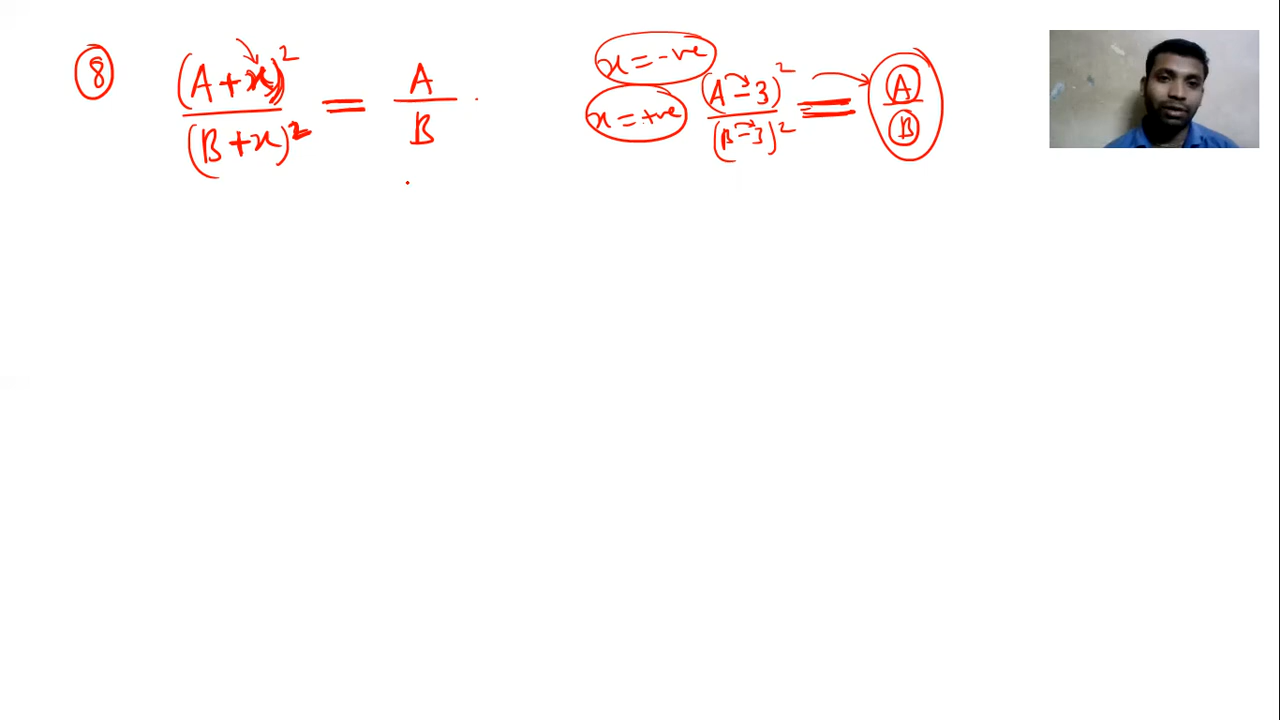 ⑧ (A+x)² / (B+x)² = A / B
x = -ve
x = +ve
(A-3)² / (B-3)² = A / B